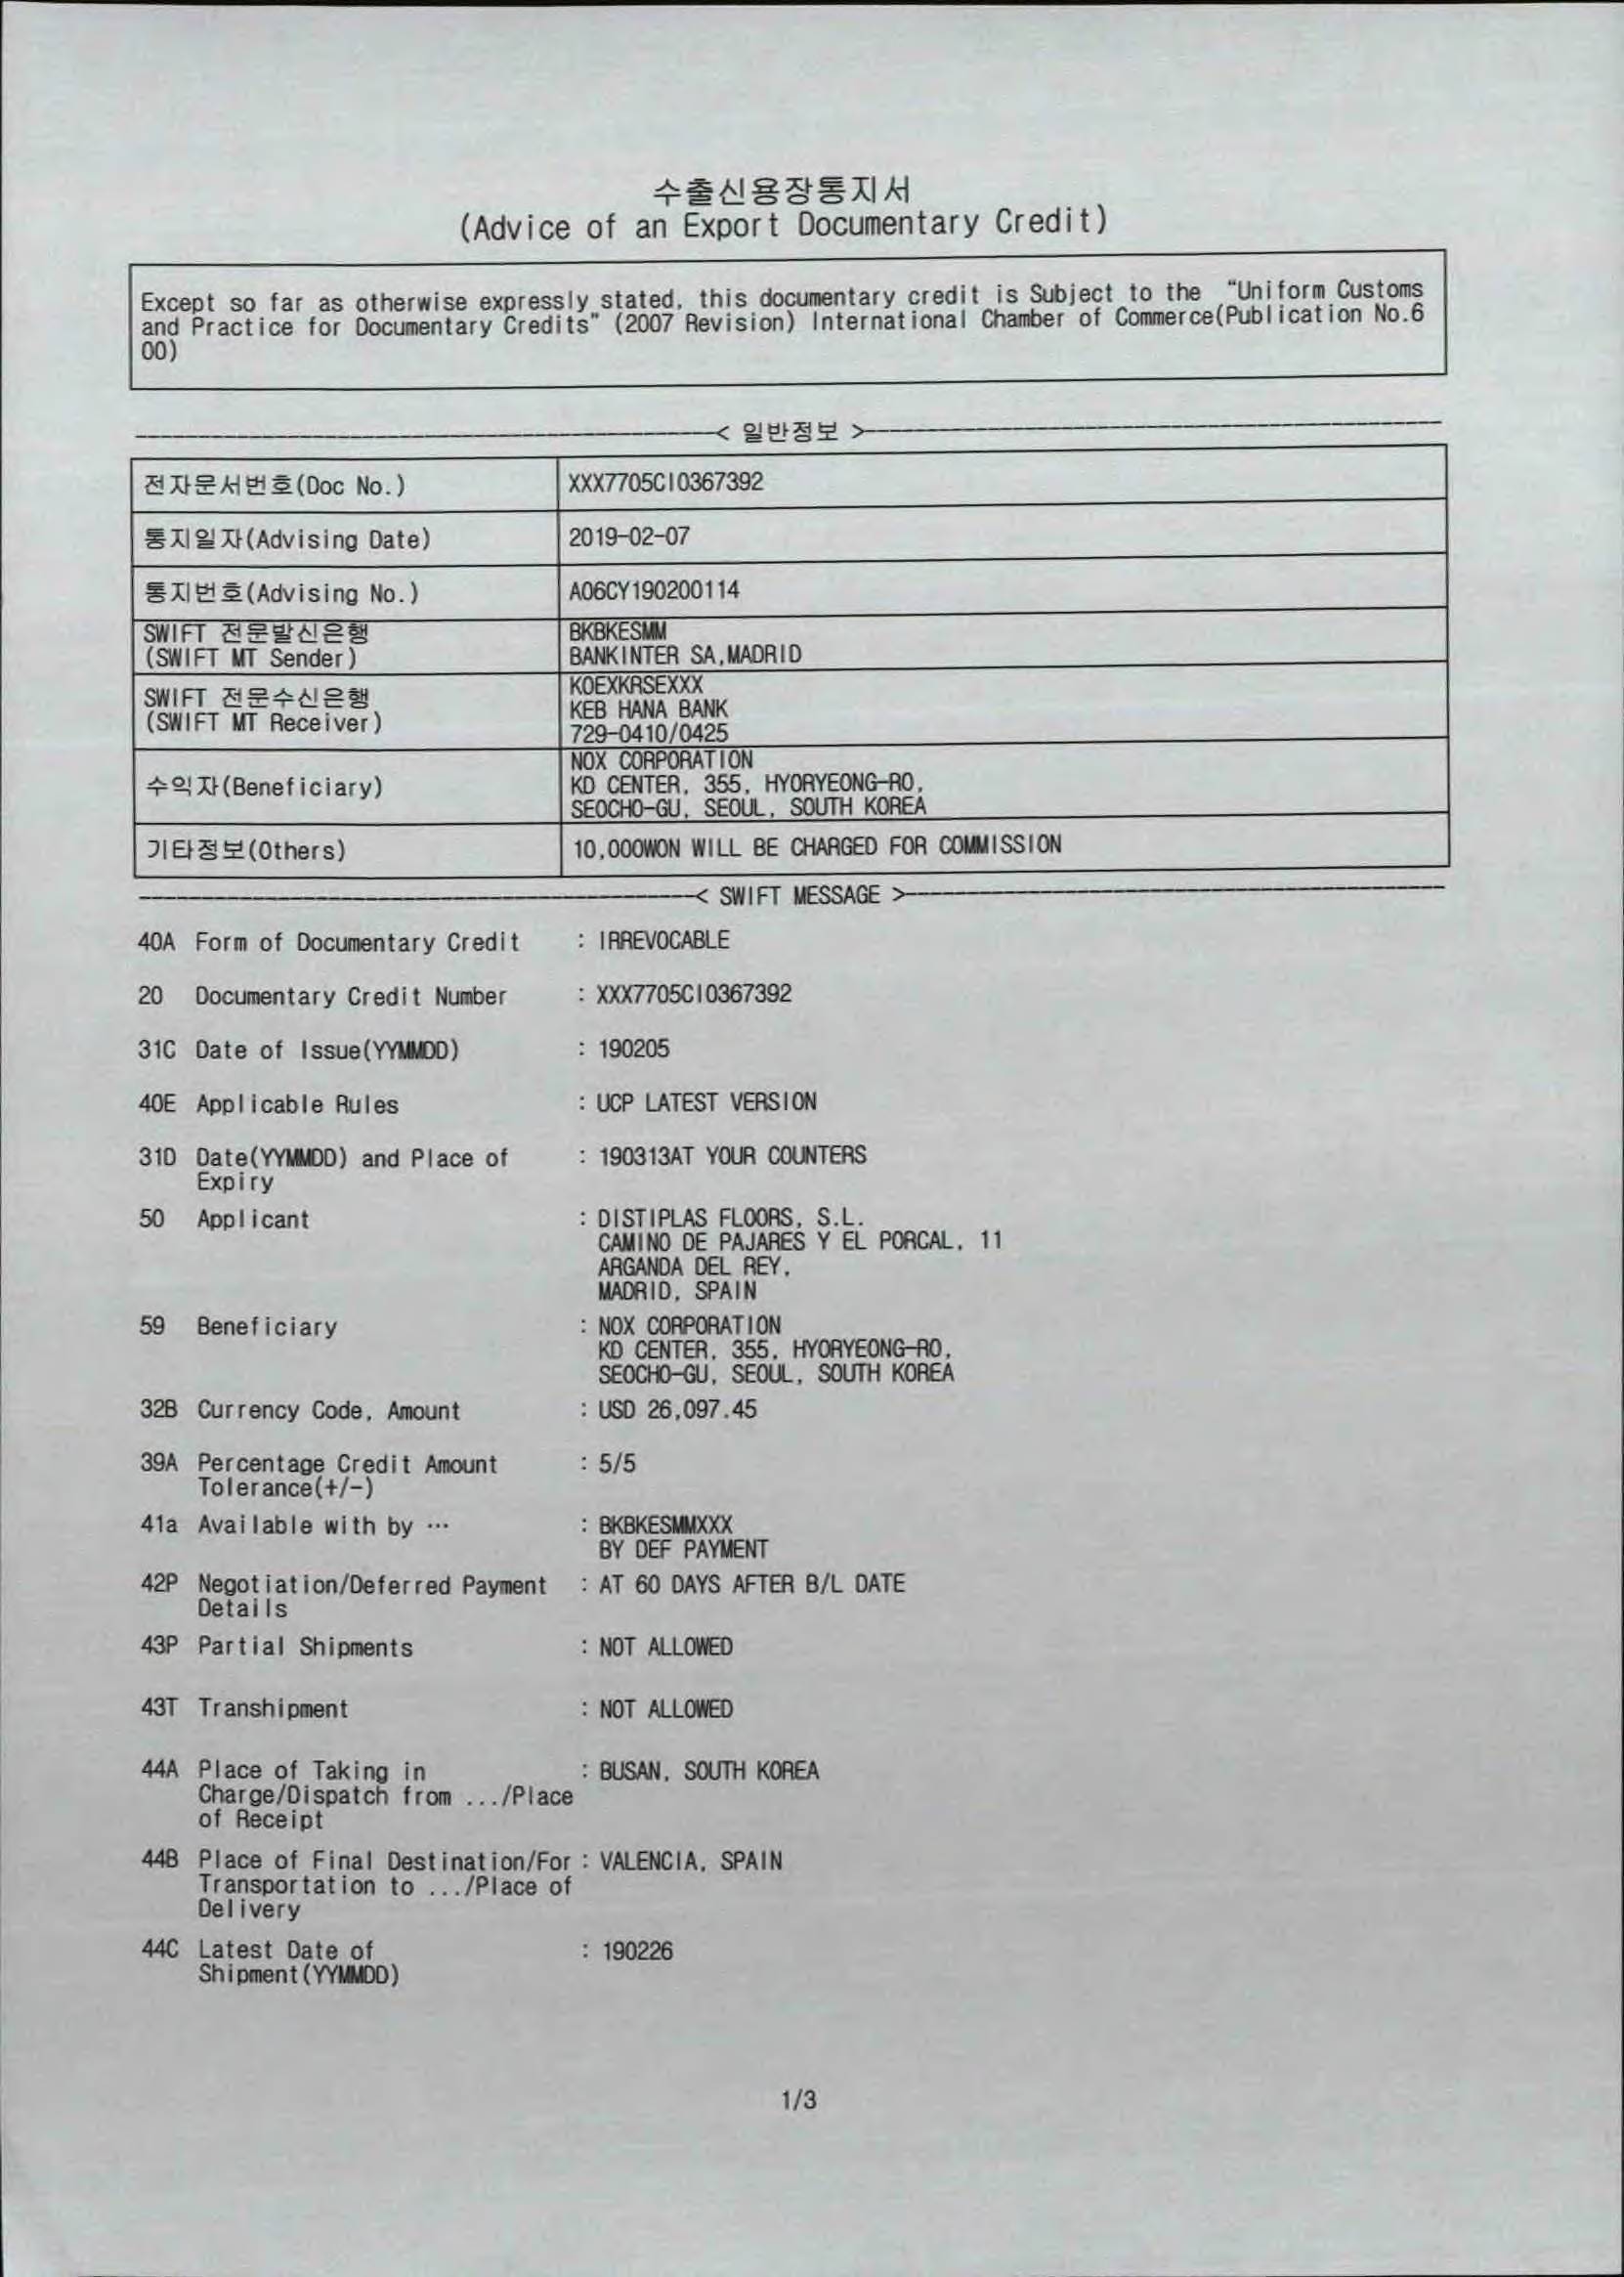 수출신용장통지서
(Advice of an Export Documentary Credit)
Except so far as otherwise expressly stated, this documentary credit is Subject to the "Uniform Customs
and Practice for Documentary Credits" (2007 Revision) International Chamber of Commerce(Publication No.6
00)
< 일반정보 >
전자문서번호(Doc No.) XXX7705CI0367392
통지일자(Advising Date) 2019-02-07
통지번호(Advising No.) A06CY190200114
SWIFT 전문발신은행 BKBKESMM
(SWIFT MT Sender) BANKINTER SA,MADRID
KOEXKRSEXXX
SWIFT 전문수신은행 KEB HANA BANK
(SWIFT MT Receiver) 729-0410/0425
NOX CORPORATION
수익자(Beneficiary) KD CENTER, 355, HYORYEONG-RO,
SEOCHO-GU, SEOUL, SOUTH KOREA
기타정보(Others) 10,000WON WILL BE CHARGED FOR COMMISSION
< SWIFT MESSAGE >
40A Form of Documentary Credit : IRREVOCABLE
20 Documentary Credit Number : XXX7705CI0367392
31C Date of Issue(YYMMDD) : 190205
40E Applicable Rules : UCP LATEST VERSION
31D Date(YYMMDD) and Place of : 190313AT YOUR COUNTERS
Expiry
50 Applicant : DISTIPLAS FLOORS, S.L.
CAMINO DE PAJARES Y EL PORCAL, 11
ARGANDA DEL REY,
MADRID, SPAIN
59 Beneficiary : NOX CORPORATION
KD CENTER, 355, HYORYEONG-RO,
SEOCHO-GU, SEOUL, SOUTH KOREA
32B Currency Code, Amount : USD 26,097.45
39A Percentage Credit Amount : 5/5
Tolerance(+/-)
41a Available with by ··· : BKBKESMMXXX
BY DEF PAYMENT
42P Negotiation/Deferred Payment : AT 60 DAYS AFTER B/L DATE
Details
43P Partial Shipments : NOT ALLOWED
43T Transhipment : NOT ALLOWED
44A Place of Taking in : BUSAN, SOUTH KOREA
Charge/Dispatch from .../Place
of Receipt
44B Place of Final Destination/For : VALENCIA, SPAIN
Transportation to .../Place of
Delivery
44C Latest Date of : 190226
Shipment(YYMMDD)
1/3